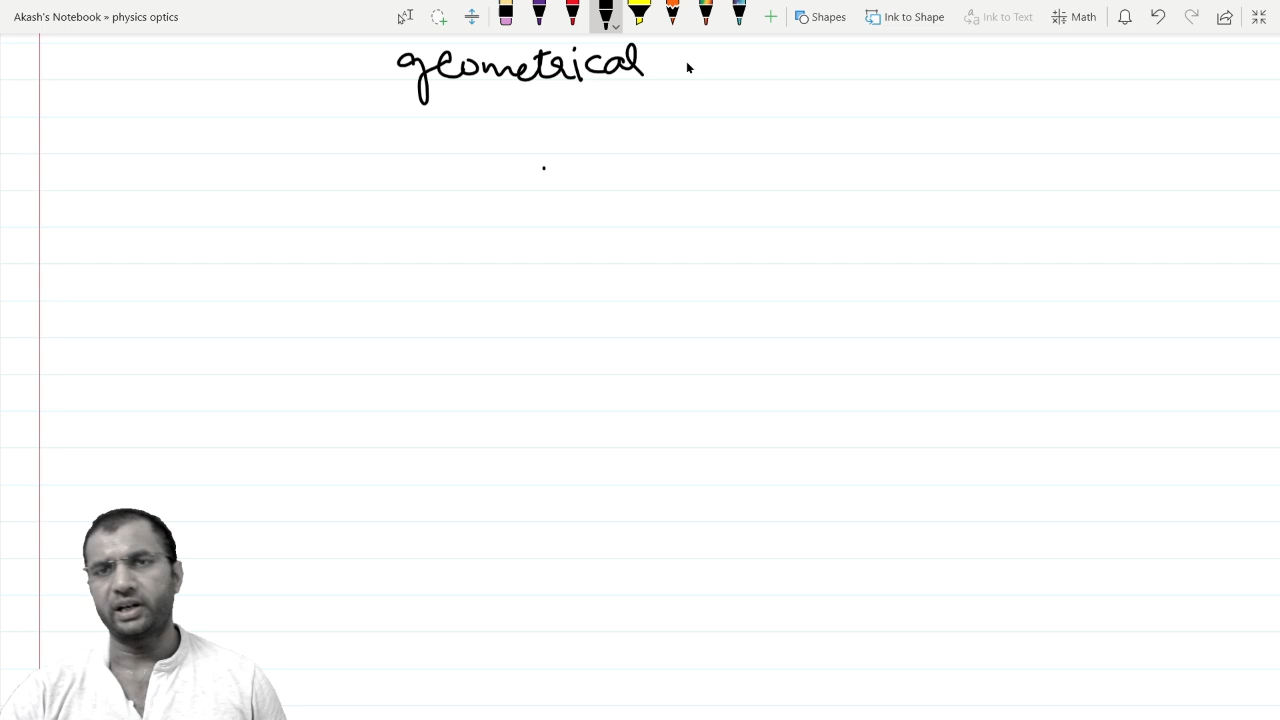 Akash's Notebook » physics optics
Shapes Ink to Shape Ink to Text Math
geometrical